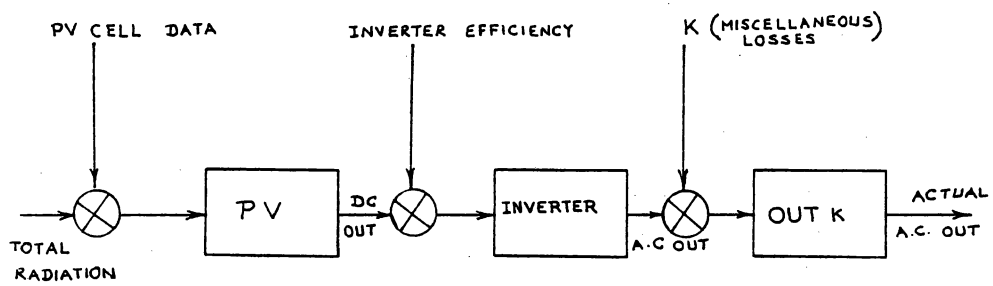 PV CELL DATA
INVERTER EFFICIENCY
K (MISCELLANEOUS
LOSSES)
PV
DC
OUT
INVERTER
A.C OUT
OUT K
ACTUAL
A.C. OUT
TOTAL
RADIATION